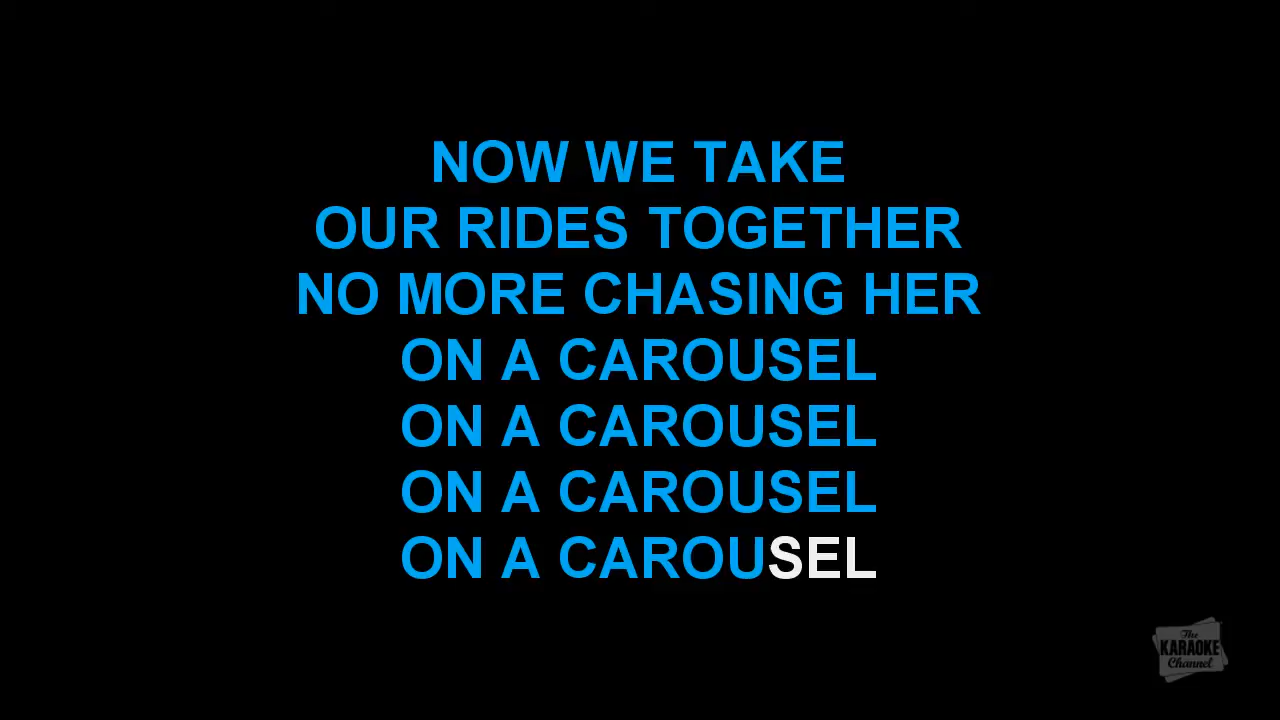 NOW WE TAKE
OUR RIDES TOGETHER
NO MORE CHASING HER
ON A CAROUSEL
ON A CAROUSEL
ON A CAROUSEL
ON A CAROUSEL
The
KARAOKE
Channel